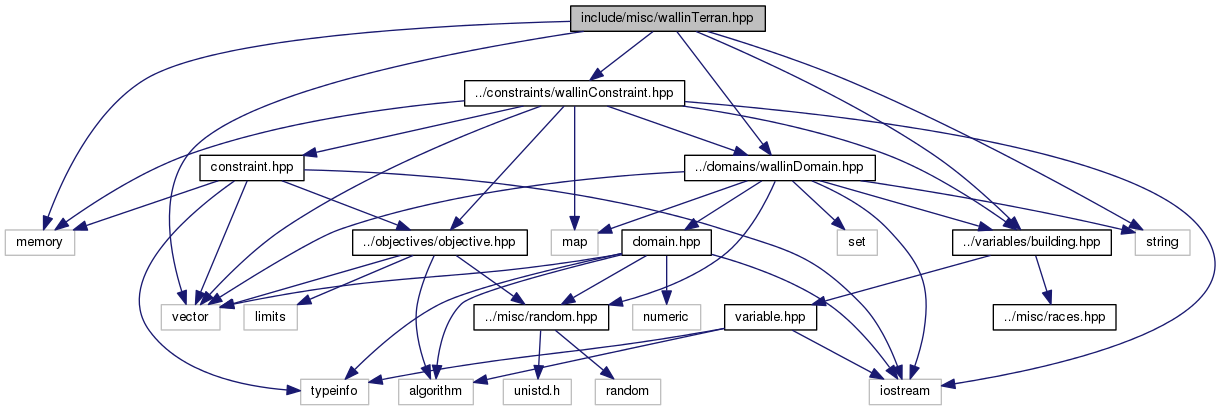 include/misc/wallinTerran.hpp
../constraints/wallinConstraint.hpp
constraint.hpp
../domains/wallinDomain.hpp
memory
../objectives/objective.hpp
map
domain.hpp
set
../variables/building.hpp
string
vector
limits
../misc/random.hpp
numeric
variable.hpp
../misc/races.hpp
typeinfo
algorithm
unistd.h
random
iostream